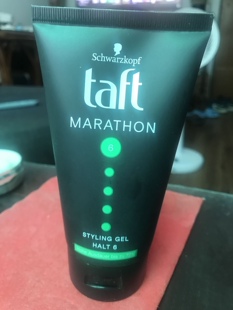 Schwarzkopf
taft
MARATHON
6
STYLING GEL
HALT 6